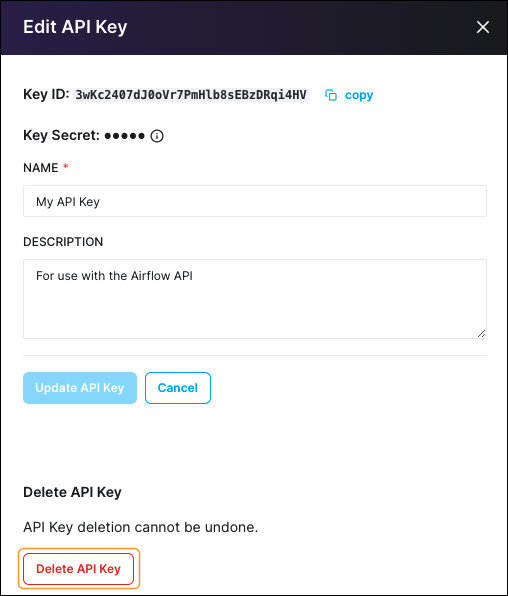 Edit API Key
Key ID: 3wKc2407dJ0oVr7PmHlb8sEBzDRqi4HV copy
Key Secret: •••••
NAME *
My API Key
DESCRIPTION
For use with the Airflow API
Update API Key Cancel
Delete API Key
API Key deletion cannot be undone.
Delete API Key